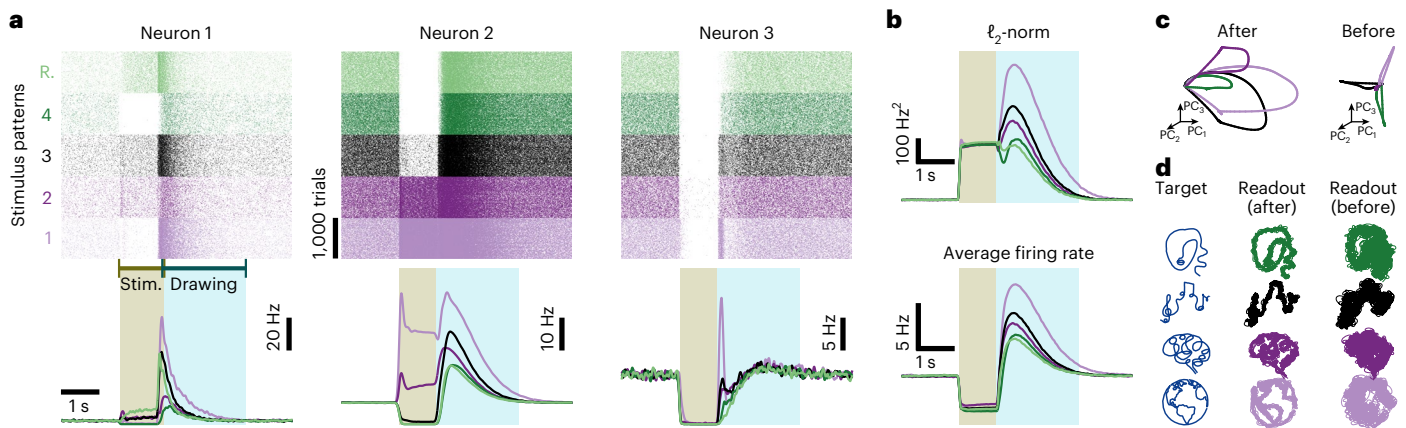 a
Neuron 1
Neuron 2
Neuron 3
Stimulus patterns
R.
4
3
2
1
1,000 trials
Stim.
Drawing
20 Hz
10 Hz
5 Hz
1 s
b
ℓ2-norm
100 Hz²
1 s
Average firing rate
5 Hz
1 s
c
After
Before
PC3
PC2
PC1
PC3
PC2
PC1
d
Target
Readout
(after)
Readout
(before)